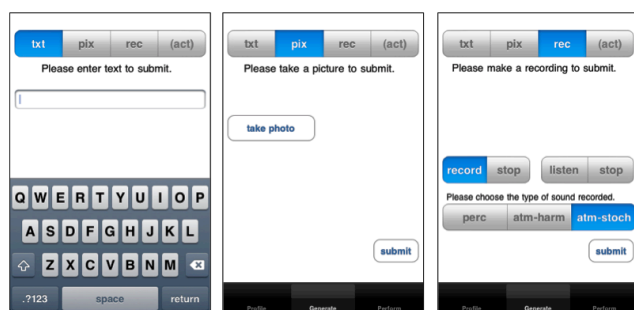 txt pix rec (act)
Please enter text to submit.
Q W E R T Y U I O P
A S D F G H J K L
Z X C V B N M
.?123 space return
txt pix rec (act)
Please take a picture to submit.
take photo
submit
Profile Generate Perform
txt pix rec (act)
Please make a recording to submit.
record stop listen stop
Please choose the type of sound recorded.
perc atm-harm atm-stoch
submit
Profile Generate Perform